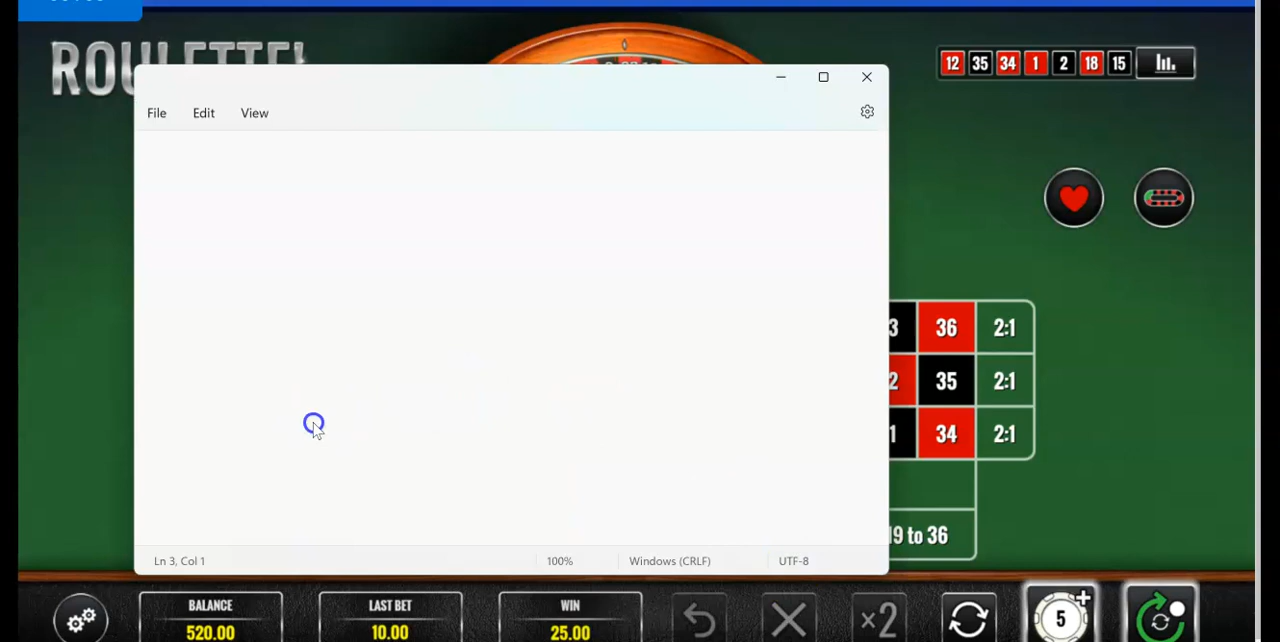 ROULETTE!
12 35 34 1 2 18 15
File Edit View
3 36 2:1
2 35 2:1
1 34 2:1
19 to 36
Ln 3, Col 1 100% Windows (CRLF) UTF-8
BALANCE LAST BET WIN
520.00 10.00 25.00 ×2 5